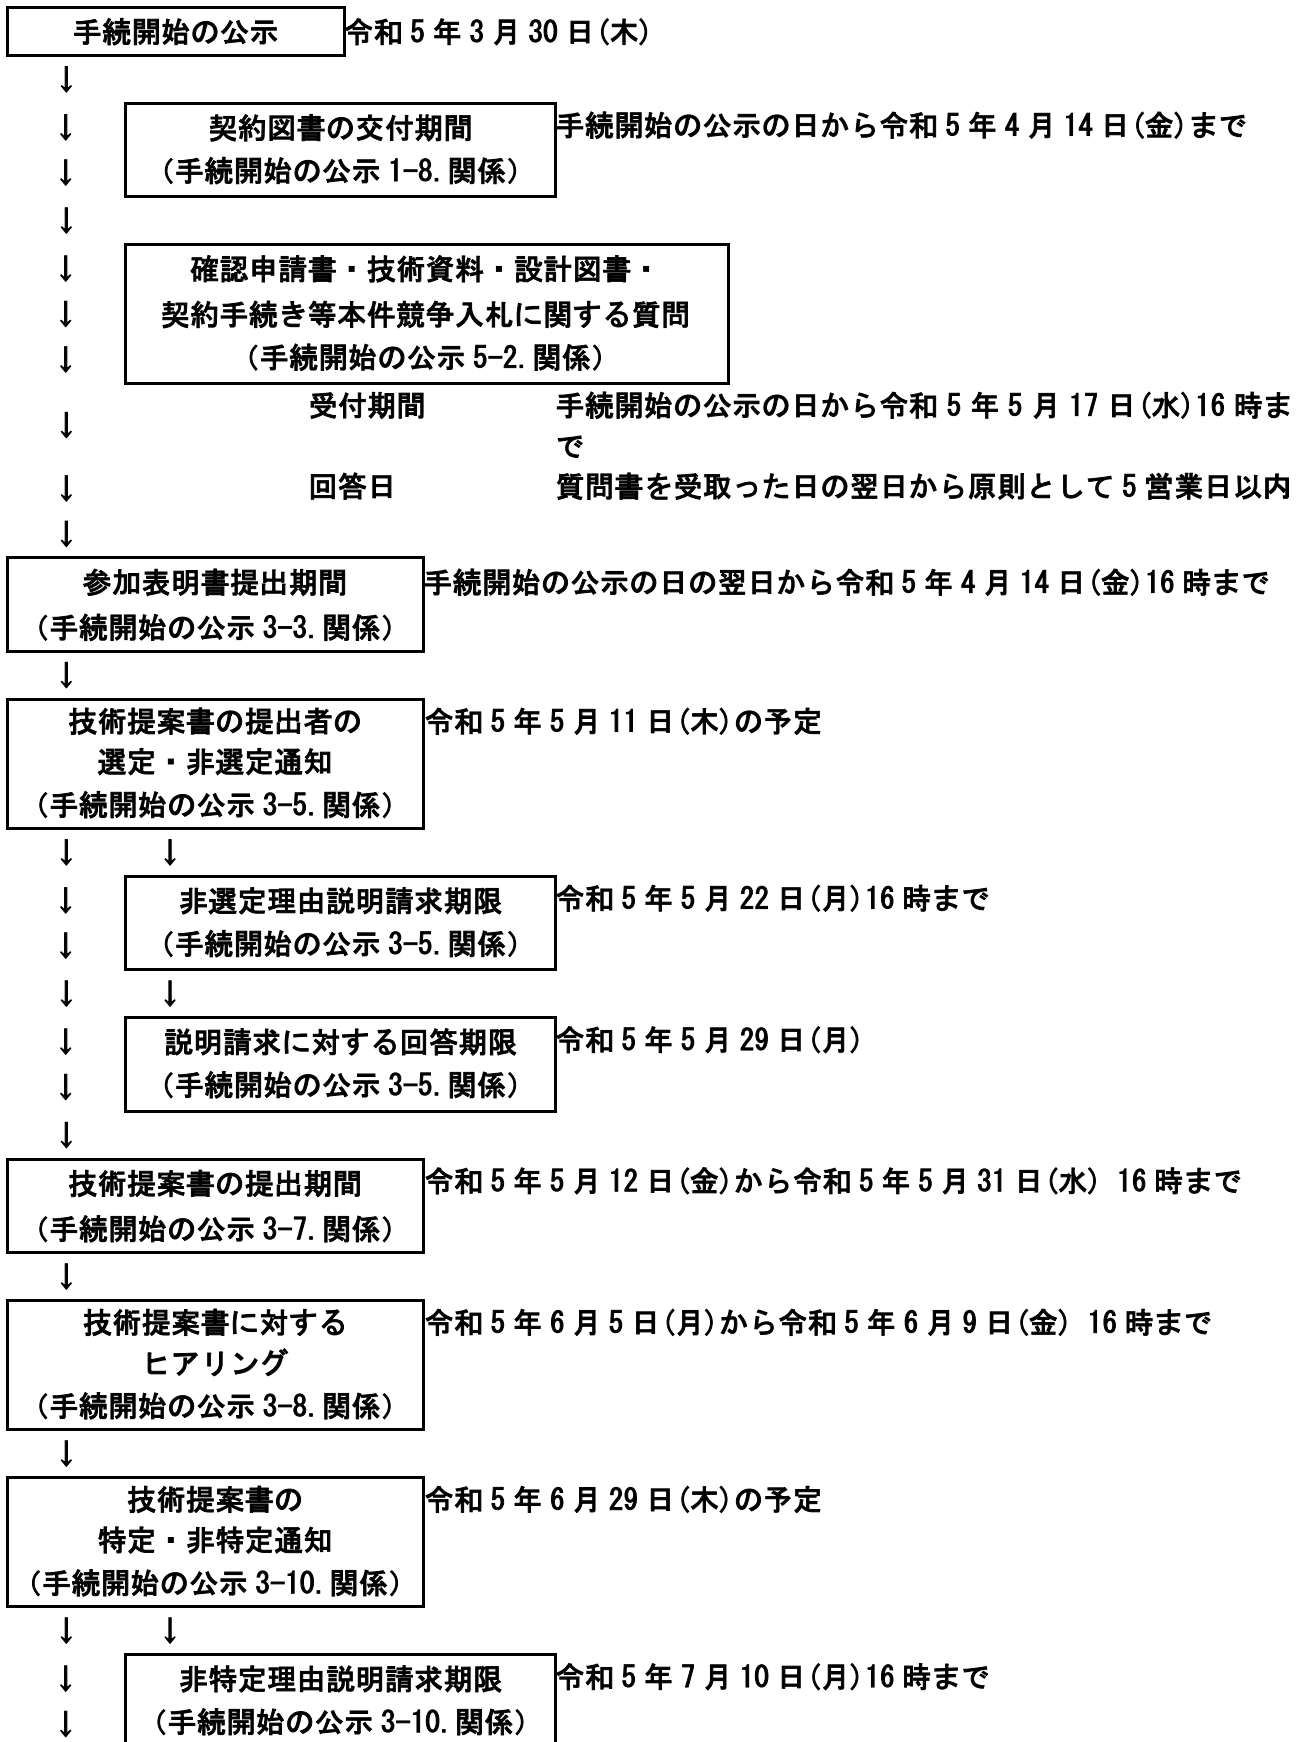 手続開始の公示 令和5年3月30日(木)
↓
↓ 契約図書の交付期間 手続開始の公示の日から令和5年4月14日(金)まで
↓ (手続開始の公示1-8.関係)
↓
↓ 確認申請書・技術資料・設計図書・
↓ 契約手続き等本件競争入札に関する質問
↓ (手続開始の公示5-2.関係)
↓ 受付期間 手続開始の公示の日から令和5年5月17日(水)16時ま
で
↓ 回答日 質問書を受取った日の翌日から原則として5営業日以内
↓
参加表明書提出期間 手続開始の公示の日の翌日から令和5年4月14日(金)16時まで
(手続開始の公示3-3.関係)
↓
技術提案書の提出者の 令和5年5月11日(木)の予定
選定・非選定通知
(手続開始の公示3-5.関係)
↓ ↓
↓ 非選定理由説明請求期限 令和5年5月22日(月)16時まで
↓ (手続開始の公示3-5.関係)
↓ ↓
↓ 説明請求に対する回答期限 令和5年5月29日(月)
↓ (手続開始の公示3-5.関係)
↓
技術提案書の提出期間 令和5年5月12日(金)から令和5年5月31日(水) 16時まで
(手続開始の公示3-7.関係)
↓
技術提案書に対する 令和5年6月5日(月)から令和5年6月9日(金) 16時まで
ヒアリング
(手続開始の公示3-8.関係)
↓
技術提案書の 令和5年6月29日(木)の予定
特定・非特定通知
(手続開始の公示3-10.関係)
↓ ↓
↓ 非特定理由説明請求期限 令和5年7月10日(月)16時まで
↓ (手続開始の公示3-10.関係)